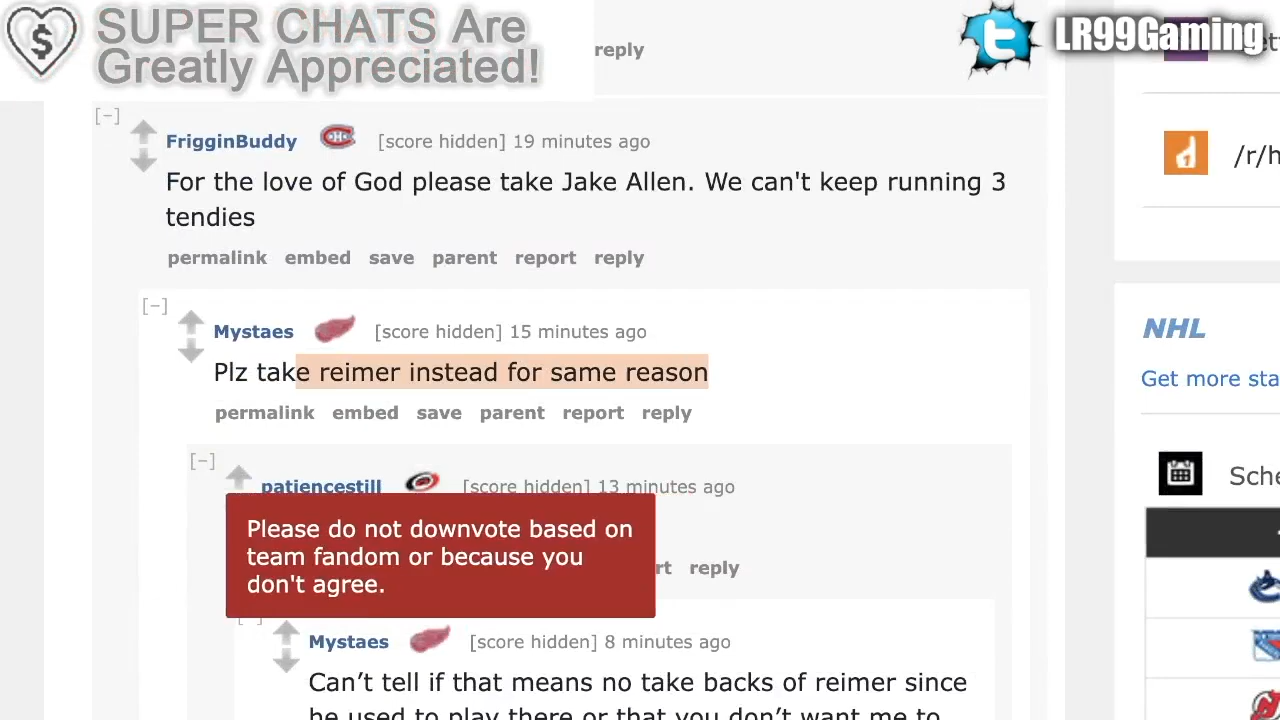 SUPER CHATS Are
Greatly Appreciated!
reply
LR99Gaming
[–]
FrigginBuddy [score hidden] 19 minutes ago
For the love of God please take Jake Allen. We can't keep running 3
tendies
permalink embed save parent report reply
/r/h
[–]
Mystaes [score hidden] 15 minutes ago
Plz take reimer instead for same reason
permalink embed save parent report reply
NHL
Get more sta
[–]
patiencestill [score hidden] 13 minutes ago
Please do not downvote based on
team fandom or because you
don't agree.
rt reply
Sche
Mystaes [score hidden] 8 minutes ago
Can’t tell if that means no take backs of reimer since
he used to play there or that you don’t want me to